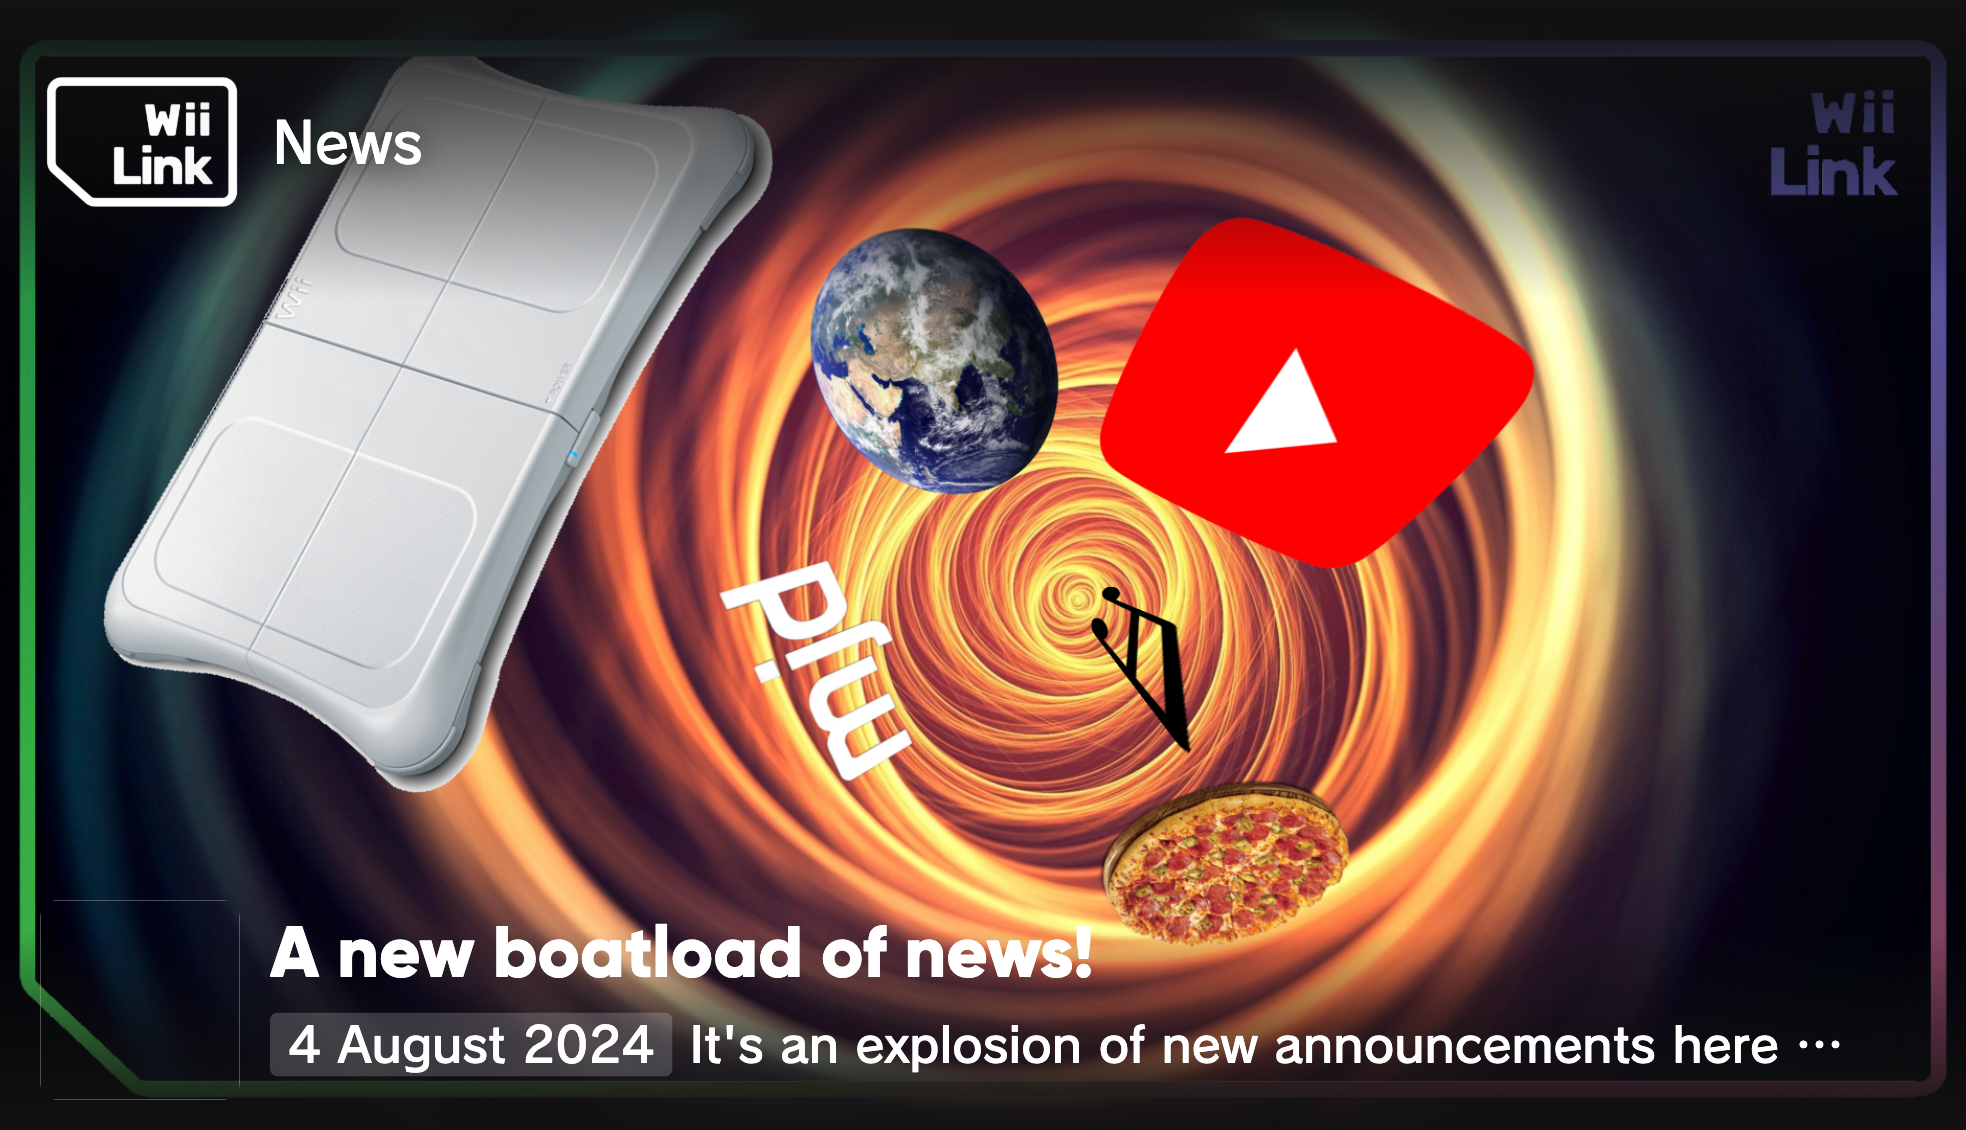 Wii
Link
News
Wii
Link
Wii
mjd
A new boatload of news!
4 August 2024 It's an explosion of new announcements here ···